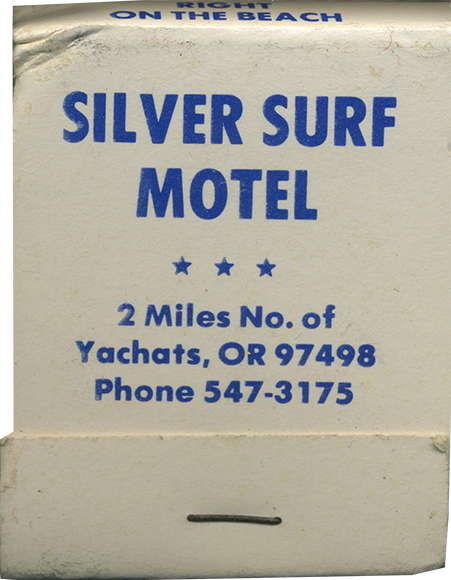 RIGHT
ON THE BEACH
SILVER SURF
MOTEL
★ ★ ★
2 Miles No. of
Yachats, OR 97498
Phone 547-3175